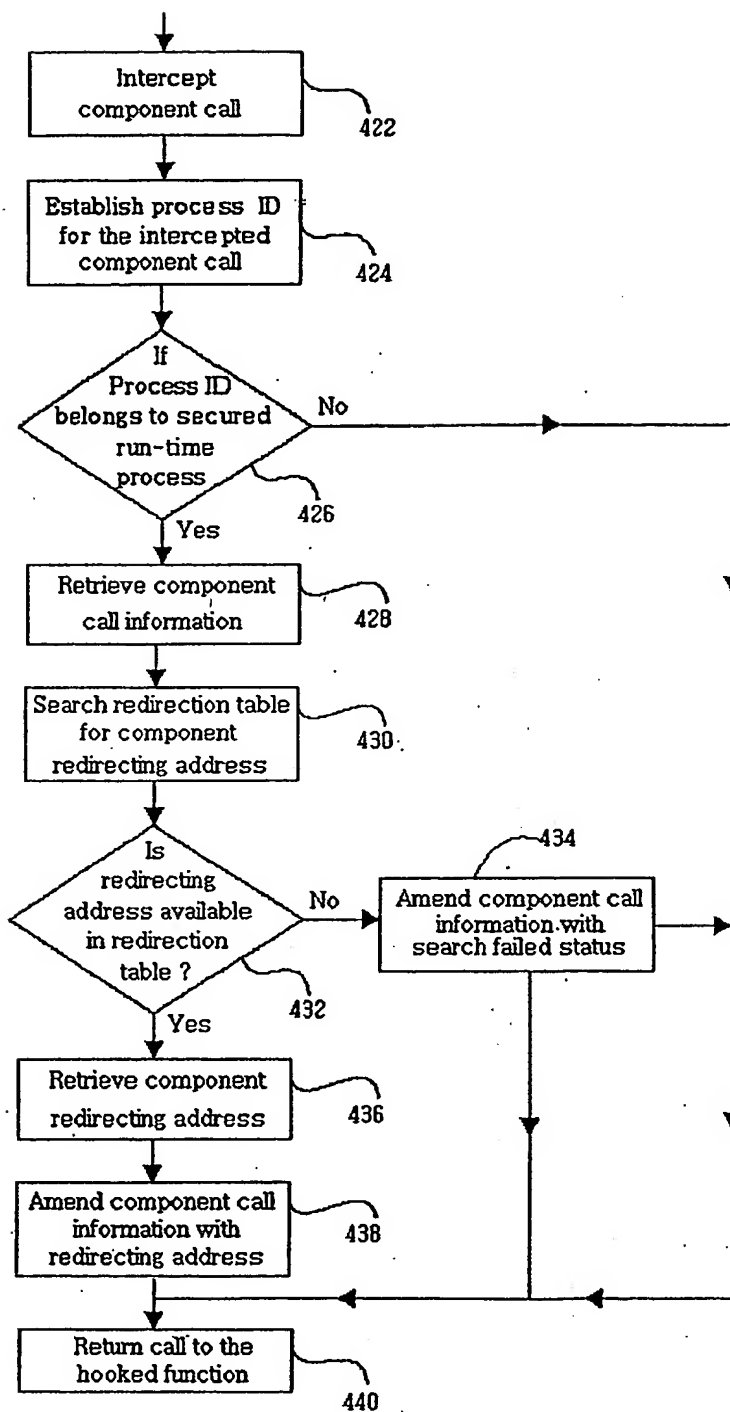 Intercept
component call
422
Establish process ID
for the intercepted
component call
424
If
Process ID
belongs to secured
run-time
process
No
426
Yes
Retrieve component
call information
428
Search redirection table
for component
redirecting address
430
Is
redirecting
address available
in redirection
table ?
No
432
434
Amend component call
information with
search failed status
Yes
Retrieve component
redirecting address
436
Amend component call
information with
redirecting address
438
Return call to the
hooked function
440